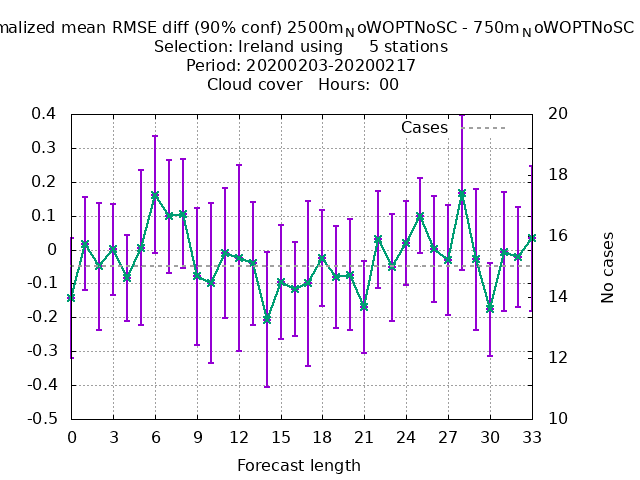 malized mean RMSE diff (90% conf) 2500mNoWOPTNoSC - 750mNoWOPTNoSC
Selection: Ireland using 5 stations
Period: 20200203-20200217
Cloud cover Hours: 00
Cases
0.4
0.3
0.2
0.1
0
-0.1
-0.2
-0.3
-0.4
-0.5
20
18
16
14
12
10
No cases
0 3 6 9 12 15 18 21 24 27 30 33
Forecast length